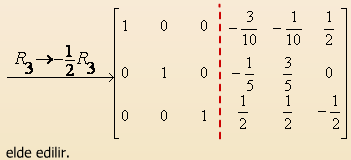 R₃→-1/2R₃
1 0 0 -3/10 -1/10 1/2
0 1 0 -1/5 3/5 0
0 0 1 1/2 1/2 -1/2
elde edilir.